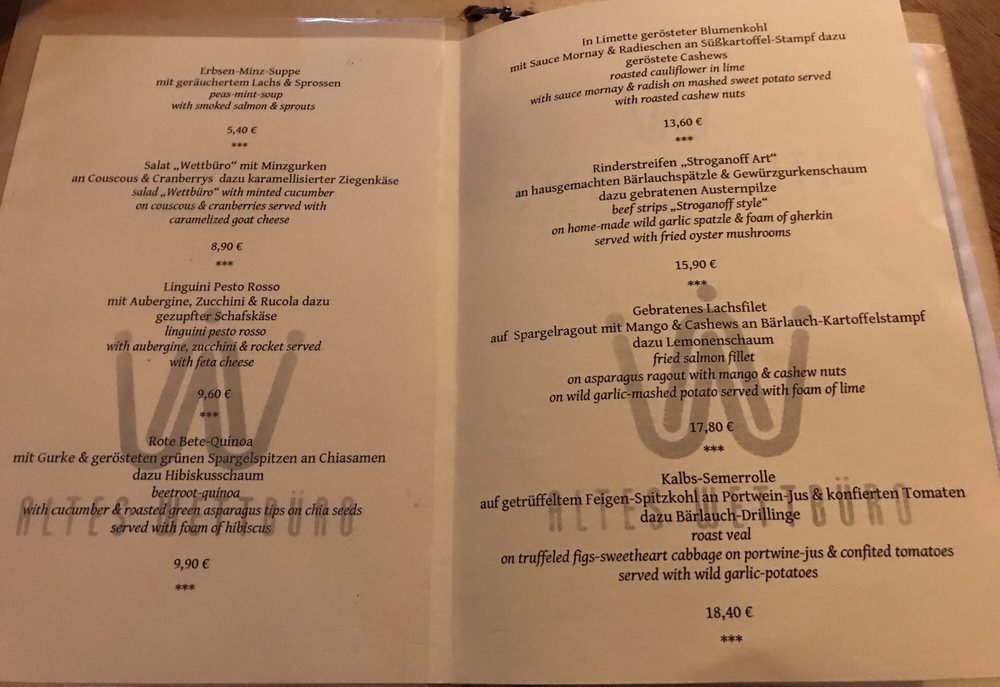 Erbsen-Minz-Suppe
mit geräuchertem Lachs & Sprossen
peas-mint-soup
with smoked salmon & sprouts
5,40 €
***
Salat „Wettbüro“ mit Minzgurken
an Couscous & Cranberrys dazu karamellisierter Ziegenkäse
salad „Wettbüro“ with minted cucumber
on couscous & cranberries served with
caramelized goat cheese
8,90 €
***
Linguini Pesto Rosso
mit Aubergine, Zucchini & Rucola dazu
gezupfter Schafskäse
linguini pesto rosso
with aubergine, zucchini & rocket served
with feta cheese
9,60 €
***
Rote Bete-Quinoa
mit Gurke & gerösteten grünen Spargelspitzen an Chiasamen
dazu Hibiskusschaum
beetroot-quinoa
with cucumber & roasted green asparagus tips on chia seeds
served with foam of hibiscus
ALTES WETTBÜRO
9,90 €
***
In Limette gerösteter Blumenkohl
mit Sauce Mornay & Radieschen an Süßkartoffel-Stampf dazu
geröstete Cashews
roasted cauliflower in lime
with sauce mornay & radish on mashed sweet potato served
with roasted cashew nuts
13,60 €
***
Rinderstreifen „Stroganoff Art“
an hausgemachten Bärlauchspätzle & Gewürzgurkenschaum
dazu gebratenen Austernpilze
beef strips „Stroganoff style“
on home-made wild garlic spatzle & foam of gherkin
served with fried oyster mushrooms
15,90 €
***
Gebratenes Lachsfilet
auf Spargelragout mit Mango & Cashews an Bärlauch-Kartoffelstampf
dazu Lemonenschaum
fried salmon fillet
on asparagus ragout with mango & cashew nuts
on wild garlic-mashed potato served with foam of lime
17,80 €
***
Kalbs-Semerrolle
auf getrüffeltem Feigen-Spitzkohl an Portwein-Jus & konfierten Tomaten
dazu Bärlauch-Drillinge
ALTES WETTBÜRO
roast veal
on truffeled figs-sweetheart cabbage on portwine-jus & confited tomatoes
served with wild garlic-potatoes
18,40 €
***